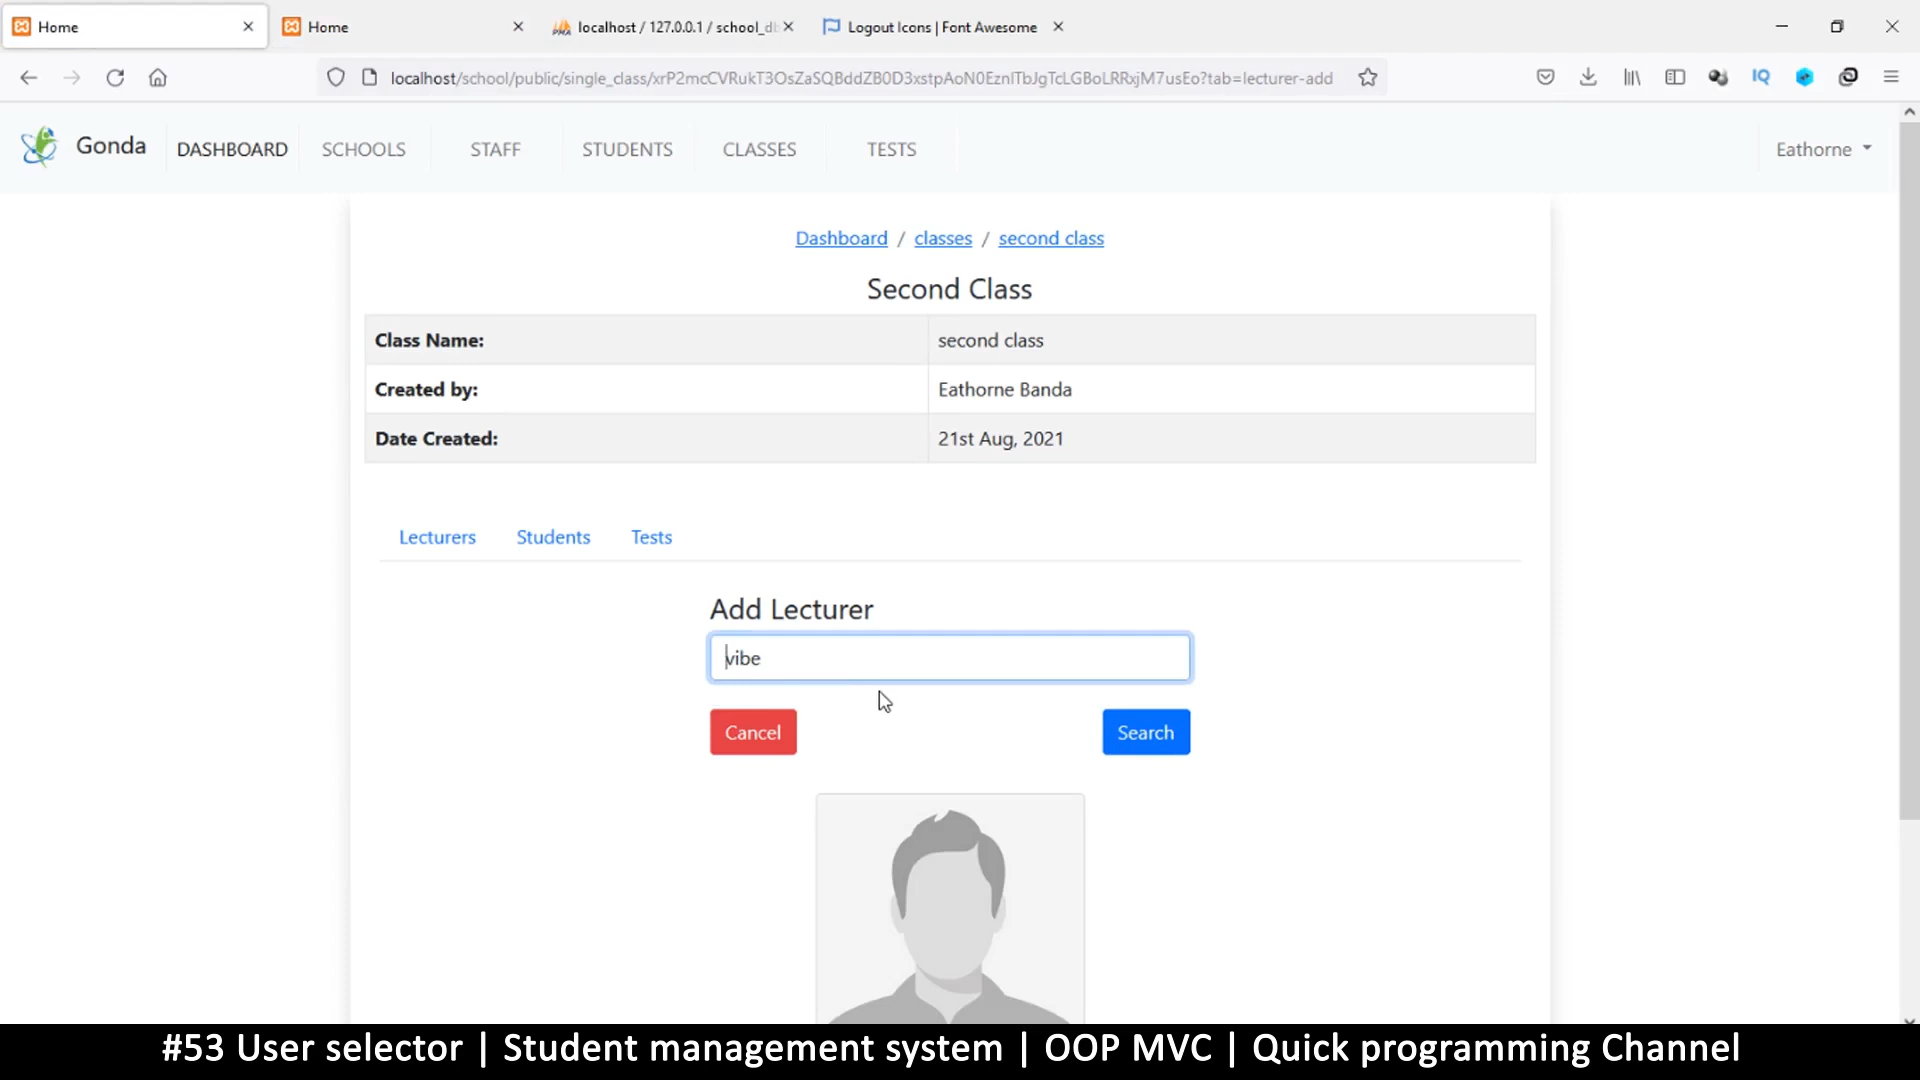 Home
Home
localhost / 127.0.0.1 / school_db
Logout Icons | Font Awesome
localhost/school/public/single_class/xrP2mcCVRukT3OsZaSQBddZB0D3xstpAoN0EznlTbJgTcLGBoLRRxjM7usEo?tab=lecturer-add
IQ
Gonda
DASHBOARD
SCHOOLS
STAFF
STUDENTS
CLASSES
TESTS
Eathorne
Dashboard / classes / second class
Second Class
Class Name: second class
Created by: Eathorne Banda
Date Created: 21st Aug, 2021
Lecturers
Students
Tests
Add Lecturer
vibe
Cancel
Search
#53 User selector | Student management system | OOP MVC | Quick programming Channel